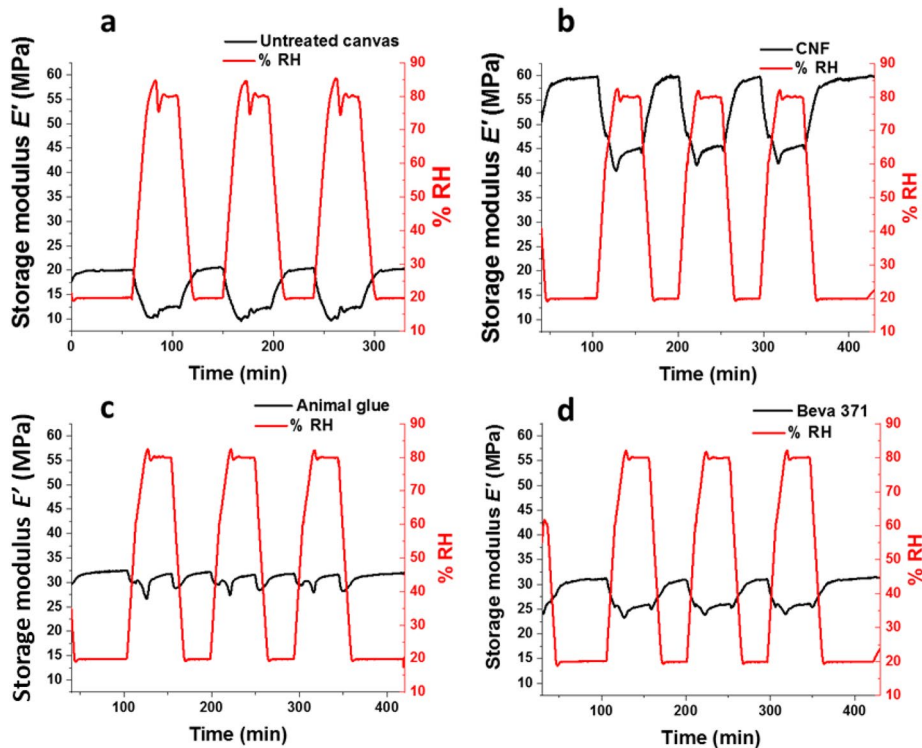 a
Untreated canvas
% RH
Storage modulus E' (MPa)
60
55
50
45
40
35
30
25
20
15
10
90
80
70
60
50
40
30
20
10
% RH
0 100 200 300
Time (min)
b
CNF
% RH
Storage modulus E' (MPa)
60
55
50
45
40
35
30
25
20
15
10
90
80
70
60
50
40
30
20
10
% RH
100 200 300 400
Time (min)
c
Animal glue
% RH
Storage modulus E' (MPa)
60
55
50
45
40
35
30
25
20
15
10
90
80
70
60
50
40
30
20
10
% RH
100 200 300 400
Time (min)
d
Beva 371
% RH
Storage modulus E' (MPa)
60
55
50
45
40
35
30
25
20
15
10
90
80
70
60
50
40
30
20
10
% RH
100 200 300 400
Time (min)